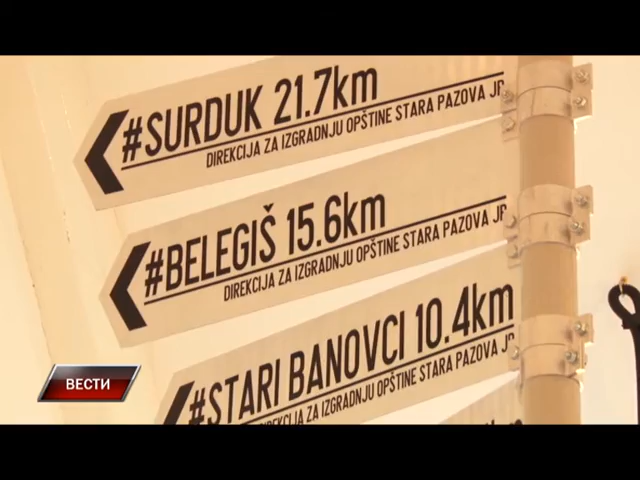 #SURDUK 21.7km
DIREKCIJA ZA IZGRADNJU OPŠTINE STARA PAZOVA JP
#BELEGIŠ 15.6km
DIREKCIJA ZA IZGRADNJU OPŠTINE STARA PAZOVA JP
#STARI BANOVCI 10.4km
DIREKCIJA ZA IZGRADNJU OPŠTINE STARA PAZOVA JP
ВЕСТИ